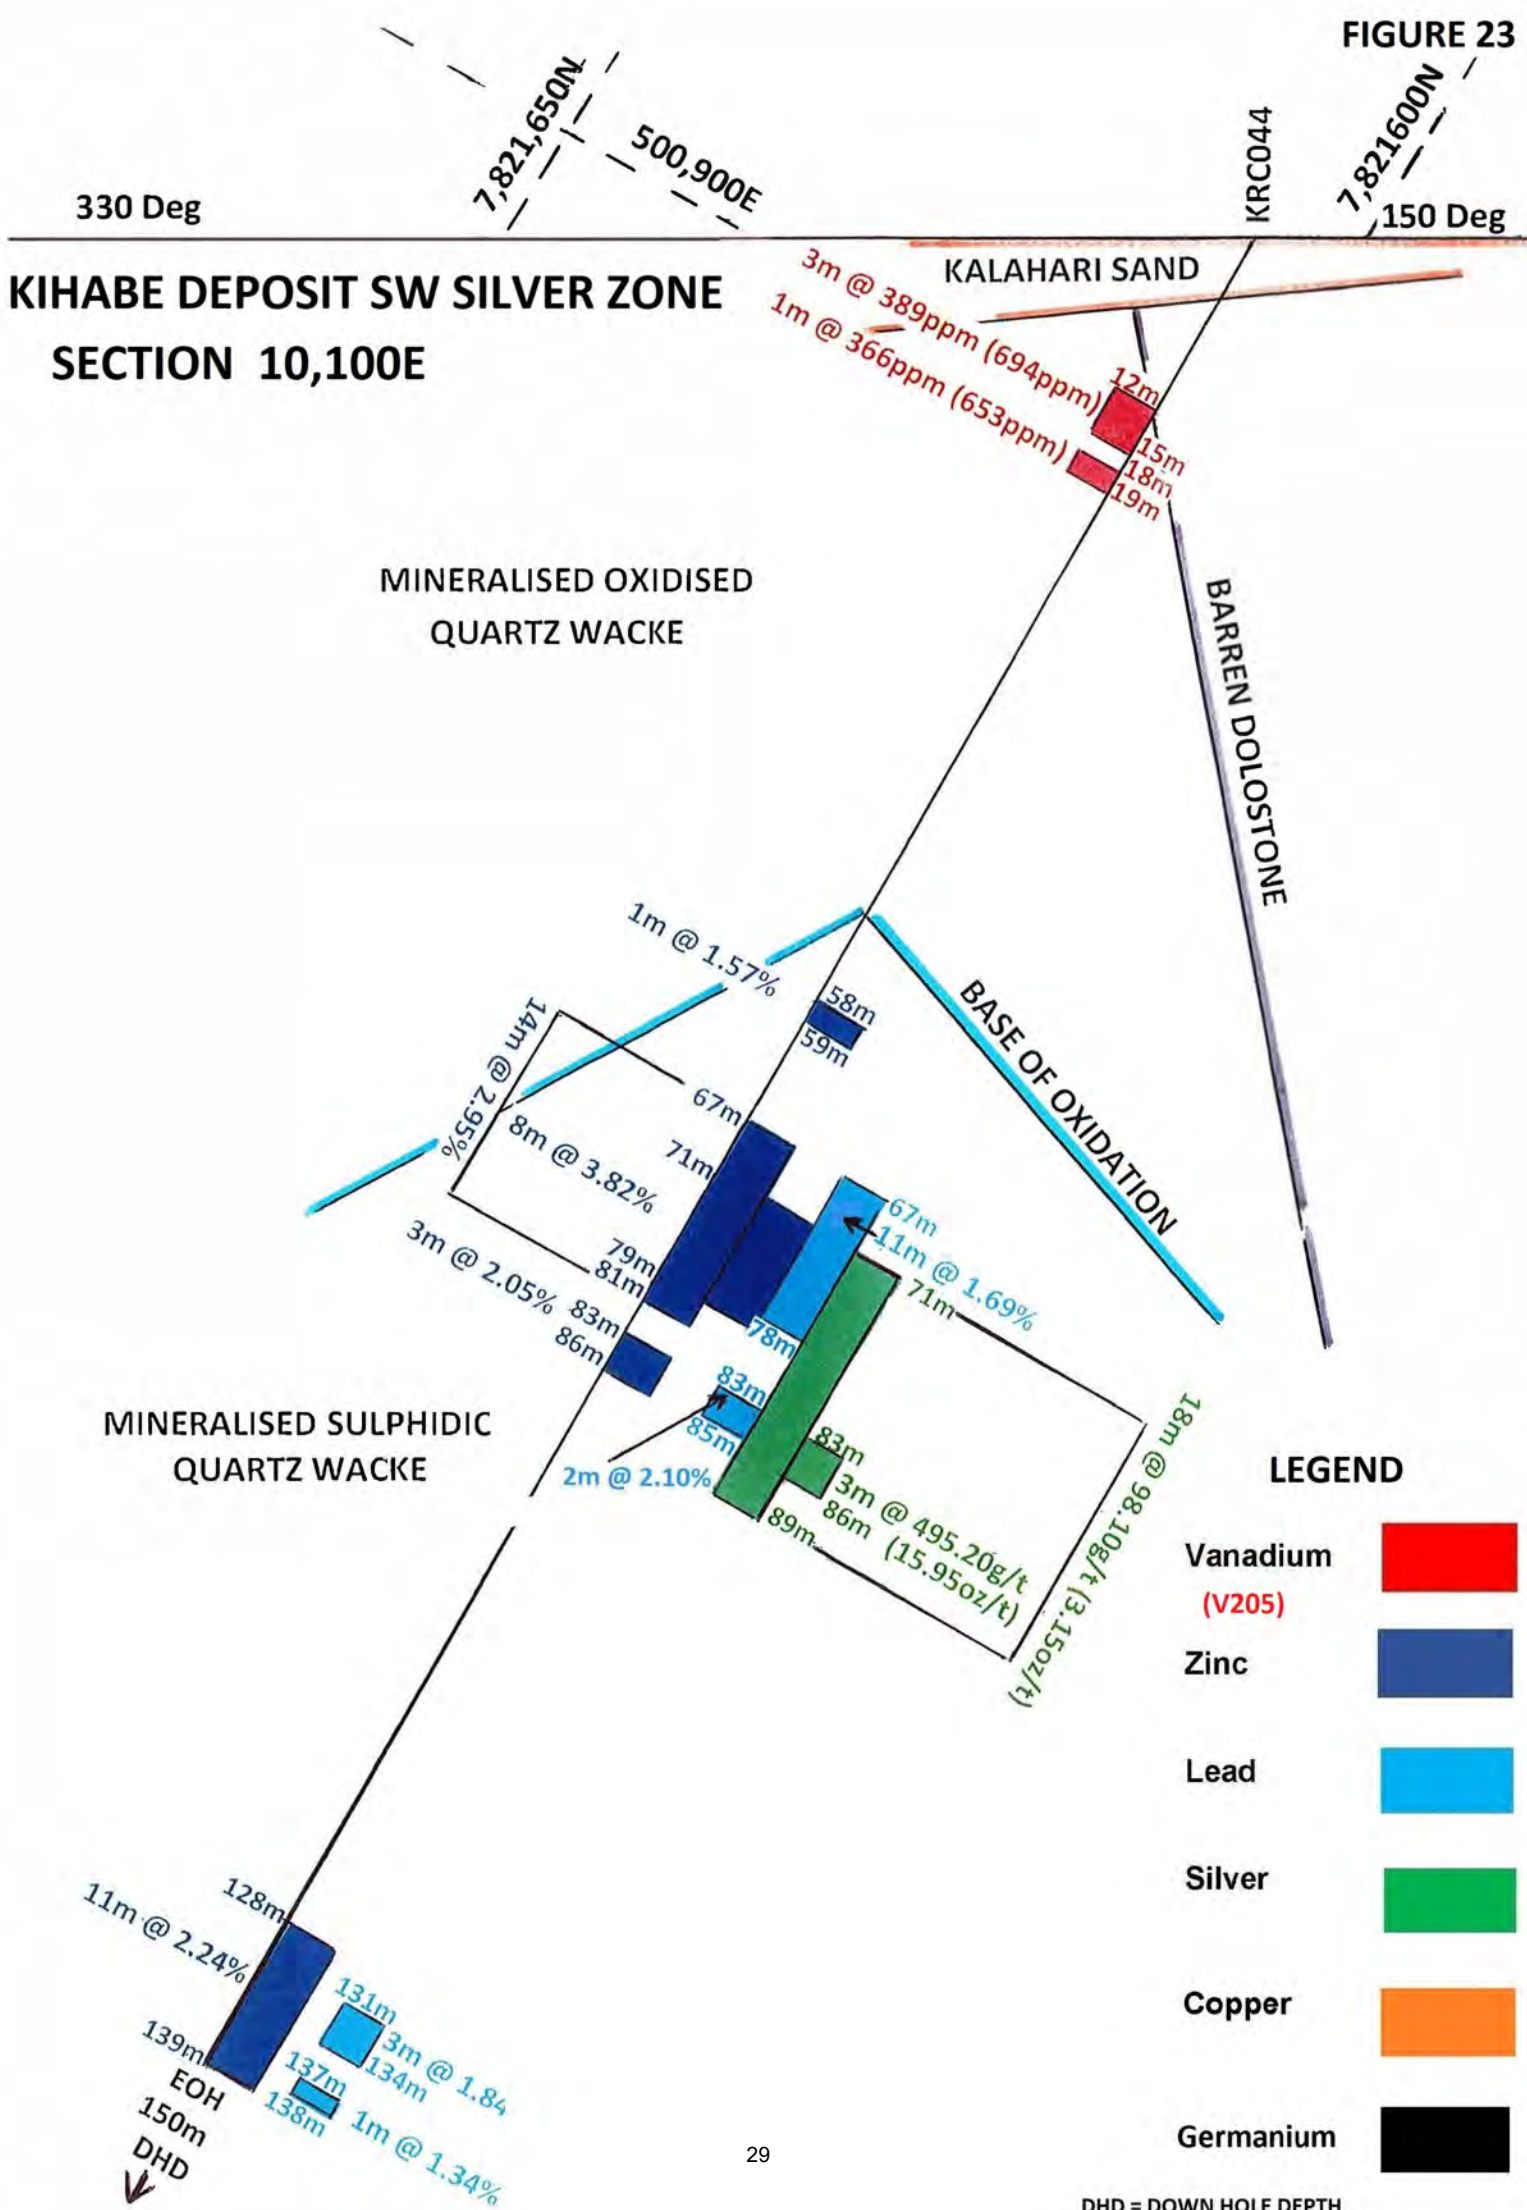 FIGURE 23
7,821,650N
500,900E
KRC044
7,821600N
330 Deg
150 Deg
KIHABE DEPOSIT SW SILVER ZONE
SECTION 10,100E
KALAHARI SAND
3m @ 389ppm (694ppm)
1m @ 366ppm (653ppm)
12m
15m
18m
19m
MINERALISED OXIDISED
QUARTZ WACKE
BARREN DOLOSTONE
1m @ 1.57%
58m
59m
BASE OF OXIDATION
14m @ 2.95%
67m
8m @ 3.82%
71m
79m
81m
3m @ 2.05%
83m
86m
67m
11m @ 1.69%
71m
78m
83m
85m
2m @ 2.10%
83m
3m @ 495.20g/t
86m (15.95oz/t)
89m
18m @ 98.10g/t (3.15oz/t)
MINERALISED SULPHIDIC
QUARTZ WACKE
LEGEND
Vanadium
(V205)
Zinc
Lead
Silver
Copper
Germanium
128m
11m @ 2.24%
139m
131m
3m @ 1.84
134m
137m
138m
1m @ 1.34%
EOH
150m
DHD
29
DHD = DOWN HOLE DEPTH